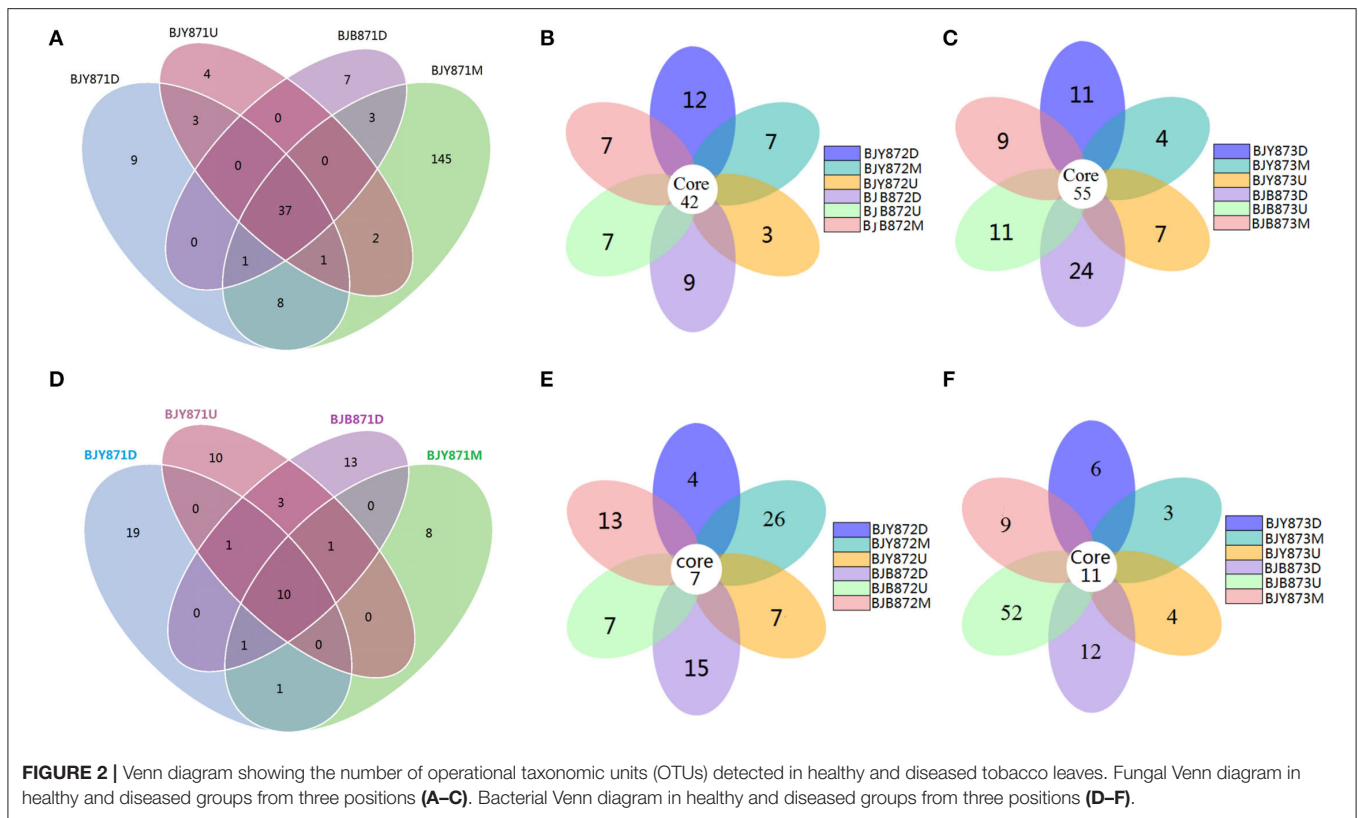 A
BJY871U
BJB871D
BJY871D
BJY871M
4
7
3
0
3
9
0
0
145
37
0
2
1
1
8
B
12
7
7
Core
42
7
3
9
BJY872D
BJY872M
BJY872U
BJB872D
BJB872U
BJB872M
C
11
9
4
Core
55
11
7
24
BJY873D
BJY873M
BJY873U
BJB873D
BJB873U
BJB873M
D
BJY871U
BJB871D
BJY871D
BJY871M
10
13
3
0
0
19
1
1
8
10
0
0
1
0
1
E
4
13
26
core
7
7
7
15
BJY872D
BJY872M
BJY872U
BJB872D
BJB872U
BJB872M
F
6
9
3
Core
11
52
4
12
BJY873D
BJY873M
BJY873U
BJB873D
BJB873U
BJY873M
FIGURE 2 | Venn diagram showing the number of operational taxonomic units (OTUs) detected in healthy and diseased tobacco leaves. Fungal Venn diagram in
healthy and diseased groups from three positions (A–C). Bacterial Venn diagram in healthy and diseased groups from three positions (D–F).